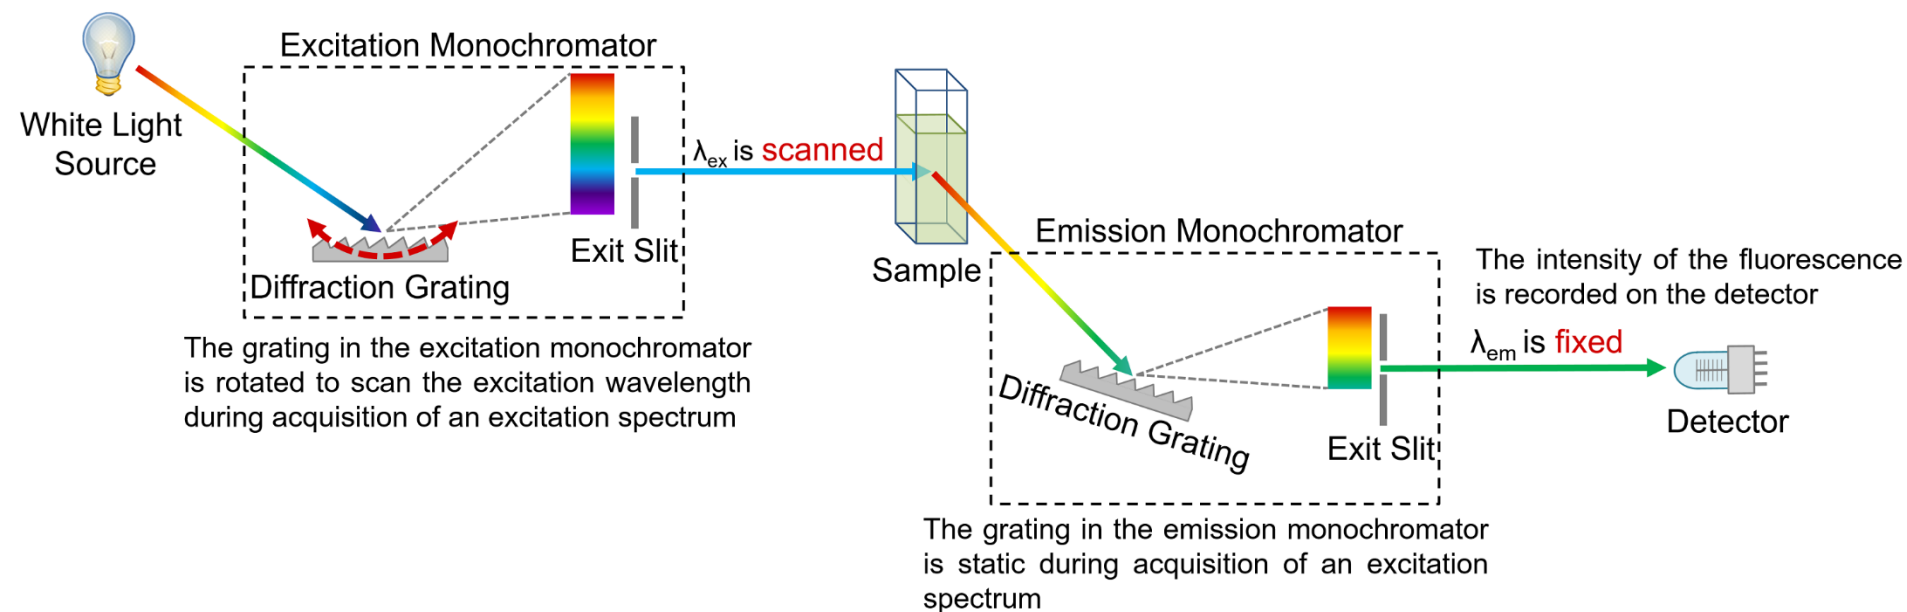 White Light
Source
Excitation Monochromator
Exit Slit
Diffraction Grating
The grating in the excitation monochromator
is rotated to scan the excitation wavelength
during acquisition of an excitation spectrum
λex is scanned
Sample
Emission Monochromator
Diffraction Grating
Exit Slit
The grating in the emission monochromator
is static during acquisition of an excitation
spectrum
The intensity of the fluorescence
is recorded on the detector
λem is fixed
Detector